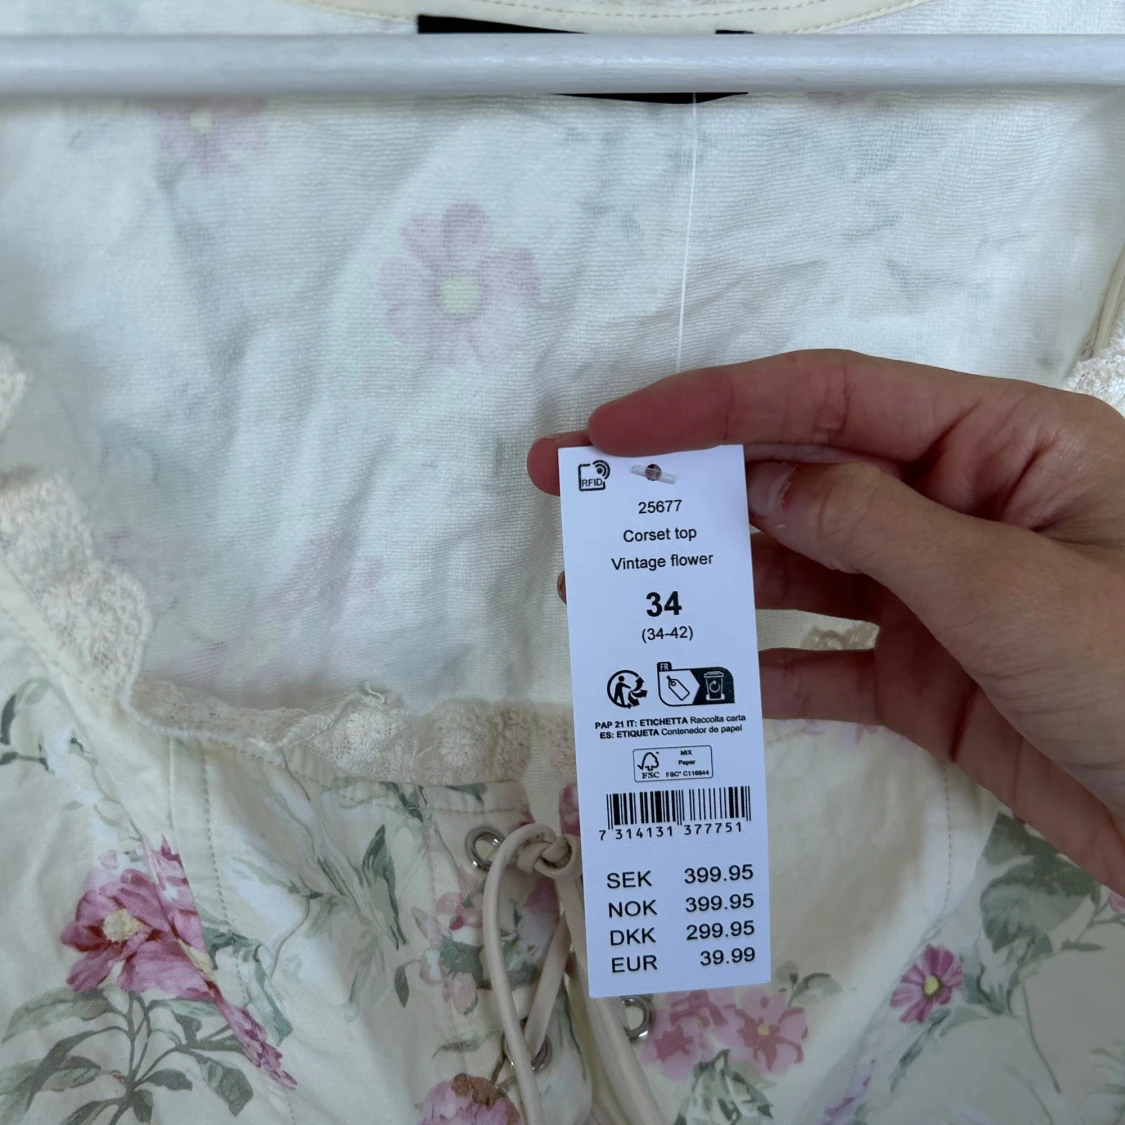 RFID
25677
Corset top
Vintage flower
34
(34-42)
FR
PAP 21 IT: ETICHETTA Raccolta carta
ES: ETIQUETA Contenedor de papel
MIX
Paper
FSC FSC® C116844
7 314131 377751
SEK 399.95
NOK 399.95
DKK 299.95
EUR 39.99